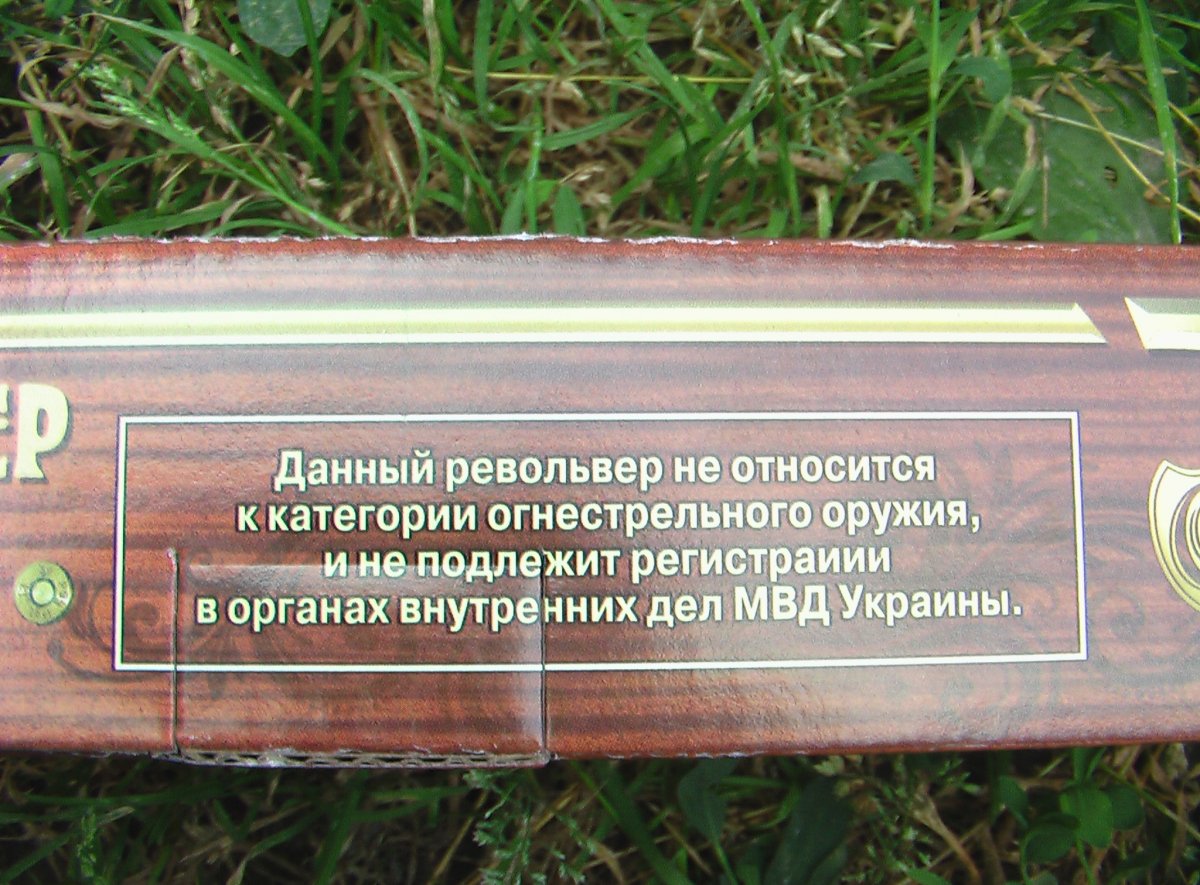 Данный револьвер не относится
к категории огнестрельного оружия,
и не подлежит регистраиии
в органах внутренних дел МВД Украины.